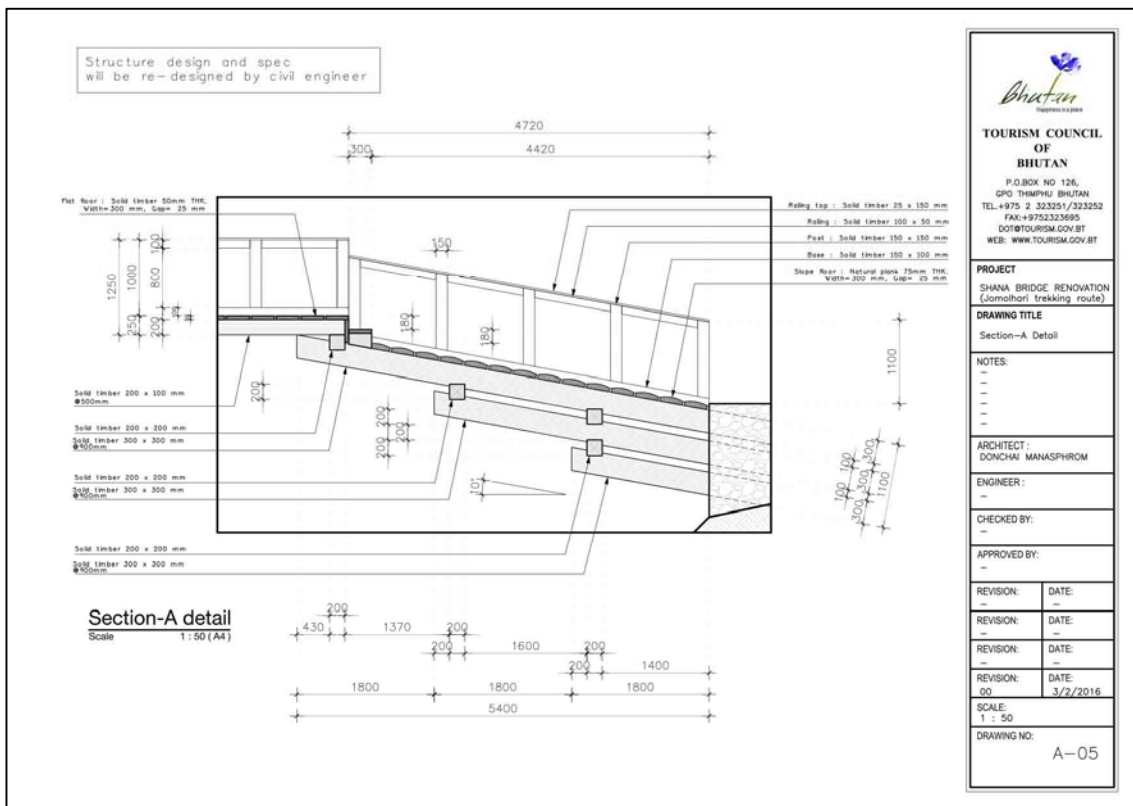 Structure design and spec
will be re-designed by civil engineer
4720
300
4420
Flat floor : Solid timber 50mm THK.
Width=300 mm, Gap= 25 mm
Raling top : Solid timber 25 x 150 mm
Raling : Solid timber 100 x 50 mm
Post : Solid timber 150 x 150 mm
Base : Solid timber 150 x 100 mm
Slope floor : Natural plank 75mm THK.
Width=300 mm, Gap= 25 mm
150
1250
1000
250
100
800
200
180
180
1100
200
Solid timber 200 x 100 mm
@500mm
Solid timber 200 x 200 mm
Solid timber 300 x 300 mm
@900mm
200
200
200
Solid timber 200 x 200 mm
Solid timber 300 x 300 mm
@900mm
10°
100
100
300
300
300
1100
Solid timber 200 x 200 mm
Solid timber 300 x 300 mm
@900mm
Section-A detail
Scale 1 : 50 ( A4 )
200
430
1370
200
200
1600
200
200
1400
1800
1800
1800
5400
Bhutan
Happiness is a place
TOURISM COUNCIL
OF
BHUTAN
P.O.BOX NO 126,
GPO THIMPHU BHUTAN
TEL.+975 2 323251/323252
FAX:+9752323695
DOT@TOURISM.GOV.BT
WEB: WWW.TOURISM.GOV.BT
PROJECT
SHANA BRIDGE RENOVATION
(Jomolhari trekking route)
DRAWING TITLE
Section-A Detail
NOTES:
–
–
–
–
–
ARCHITECT :
DONCHAI MANASPHROM
ENGINEER :
–
CHECKED BY:
–
APPROVED BY:
–
REVISION: DATE:
– –
REVISION: DATE:
– –
REVISION: DATE:
– –
REVISION: DATE:
00 3/2/2016
SCALE:
1 : 50
DRAWING NO:
A-05